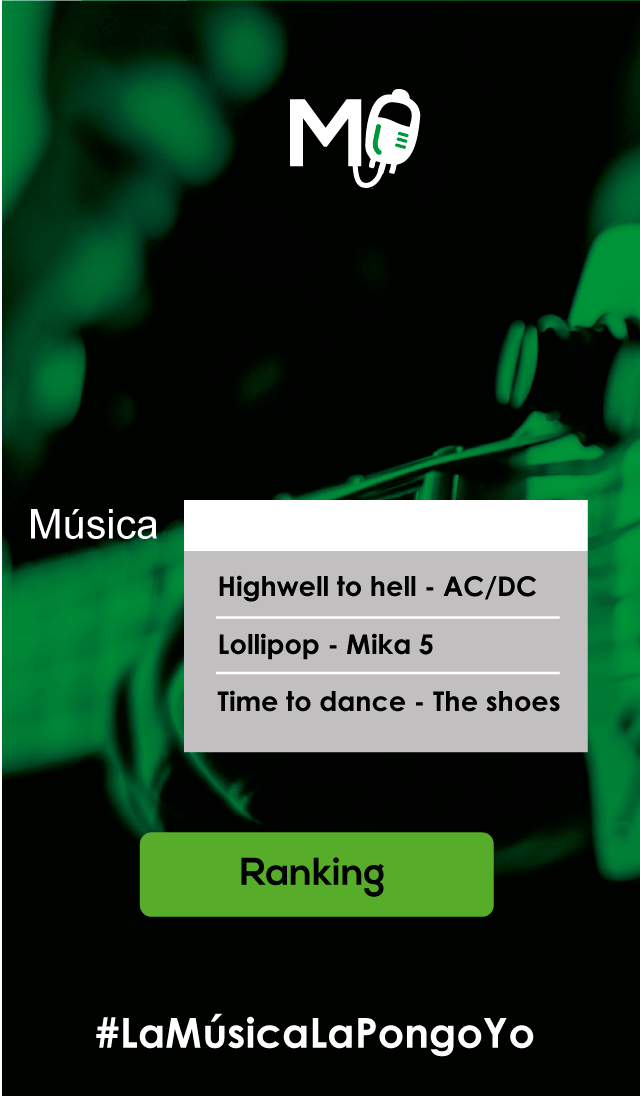 M
Música
Highwell to hell - AC/DC
Lollipop - Mika 5
Time to dance - The shoes
Ranking
#LaMúsicaLaPongoYo